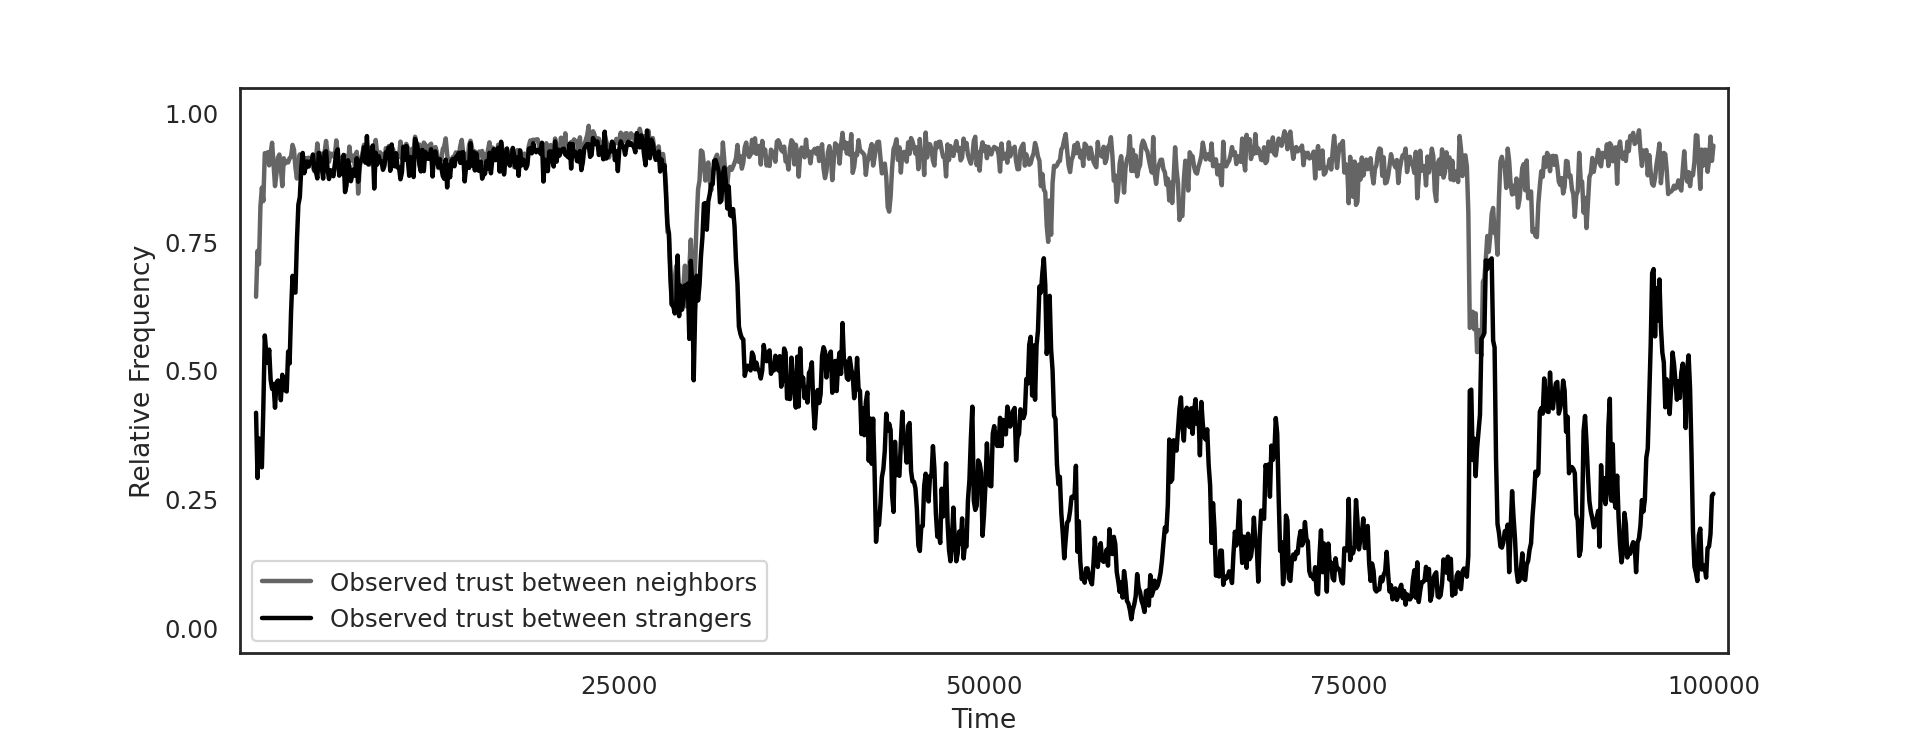 1.00
0.75
0.50
0.25
0.00
Relative Frequency
Observed trust between neighbors
Observed trust between strangers
25000
50000
75000
100000
Time